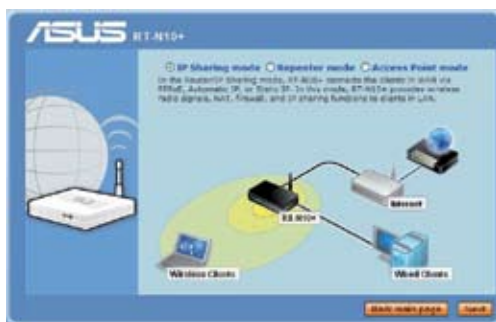 ASUS RT-N10+
IP Sharing mode Repeater mode Access Point mode
In the Router/IP Sharing mode, RT-N10+ connects the clients in WAN via
PPPoE, Automatic IP, or Static IP. In this mode, RT-N10+ provides wireless
radio signals, NAT, firewall, and IP sharing functions to clients in LAN.
Internet
RT-N10+
Wireless Clients
Wired Clients
Back main page Next